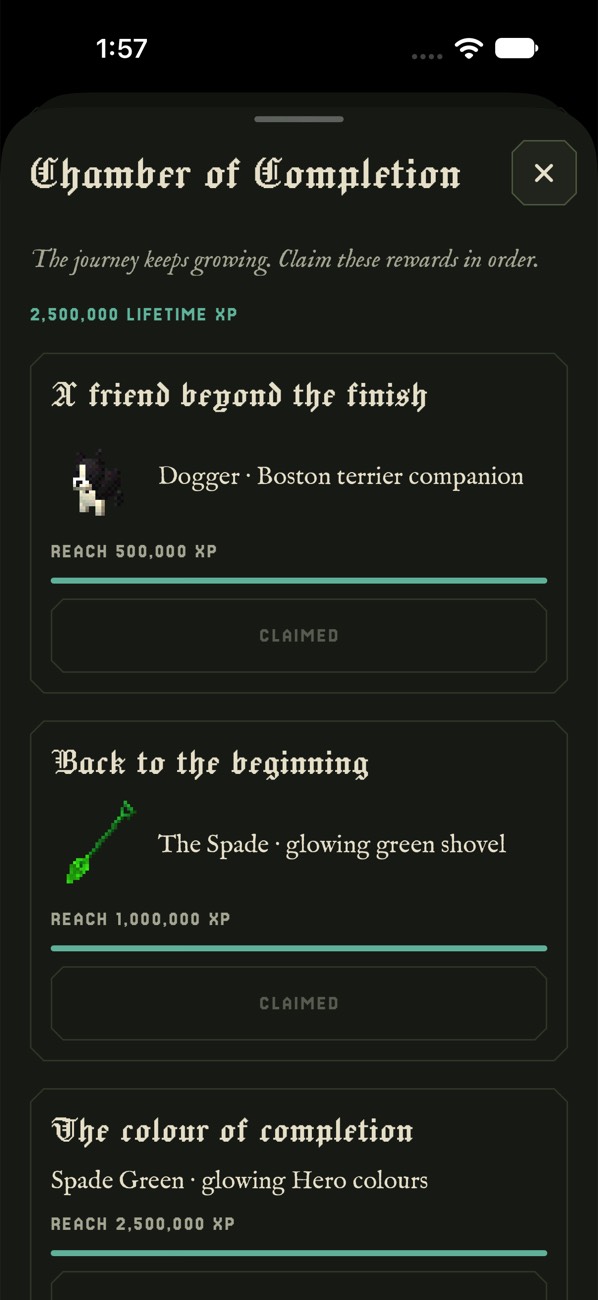 1:57
Chamber of Completion
The journey keeps growing. Claim these rewards in order.
2,500,000 LIFETIME XP
A friend beyond the finish
Dogger · Boston terrier companion
REACH 500,000 XP
CLAIMED
Back to the beginning
The Spade · glowing green shovel
REACH 1,000,000 XP
CLAIMED
The colour of completion
Spade Green · glowing Hero colours
REACH 2,500,000 XP